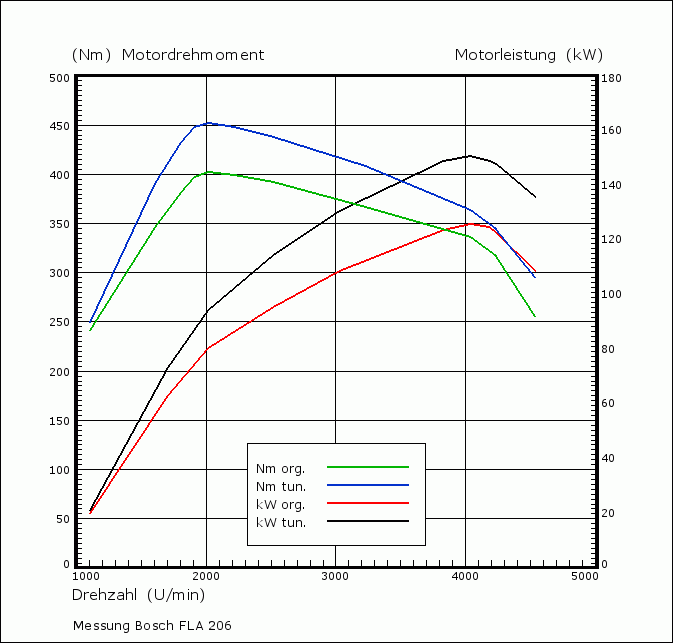 (Nm) Motordrehmoment Motorleistung (kW)
500 180
450 160
400 140
350 120
300 100
250 80
200 60
150 40
100 20
50 0
0
Nm org.
Nm tun.
kW org.
kW tun.
1000 2000 3000 4000 5000
Drehzahl (U/min)
Messung Bosch FLA 206